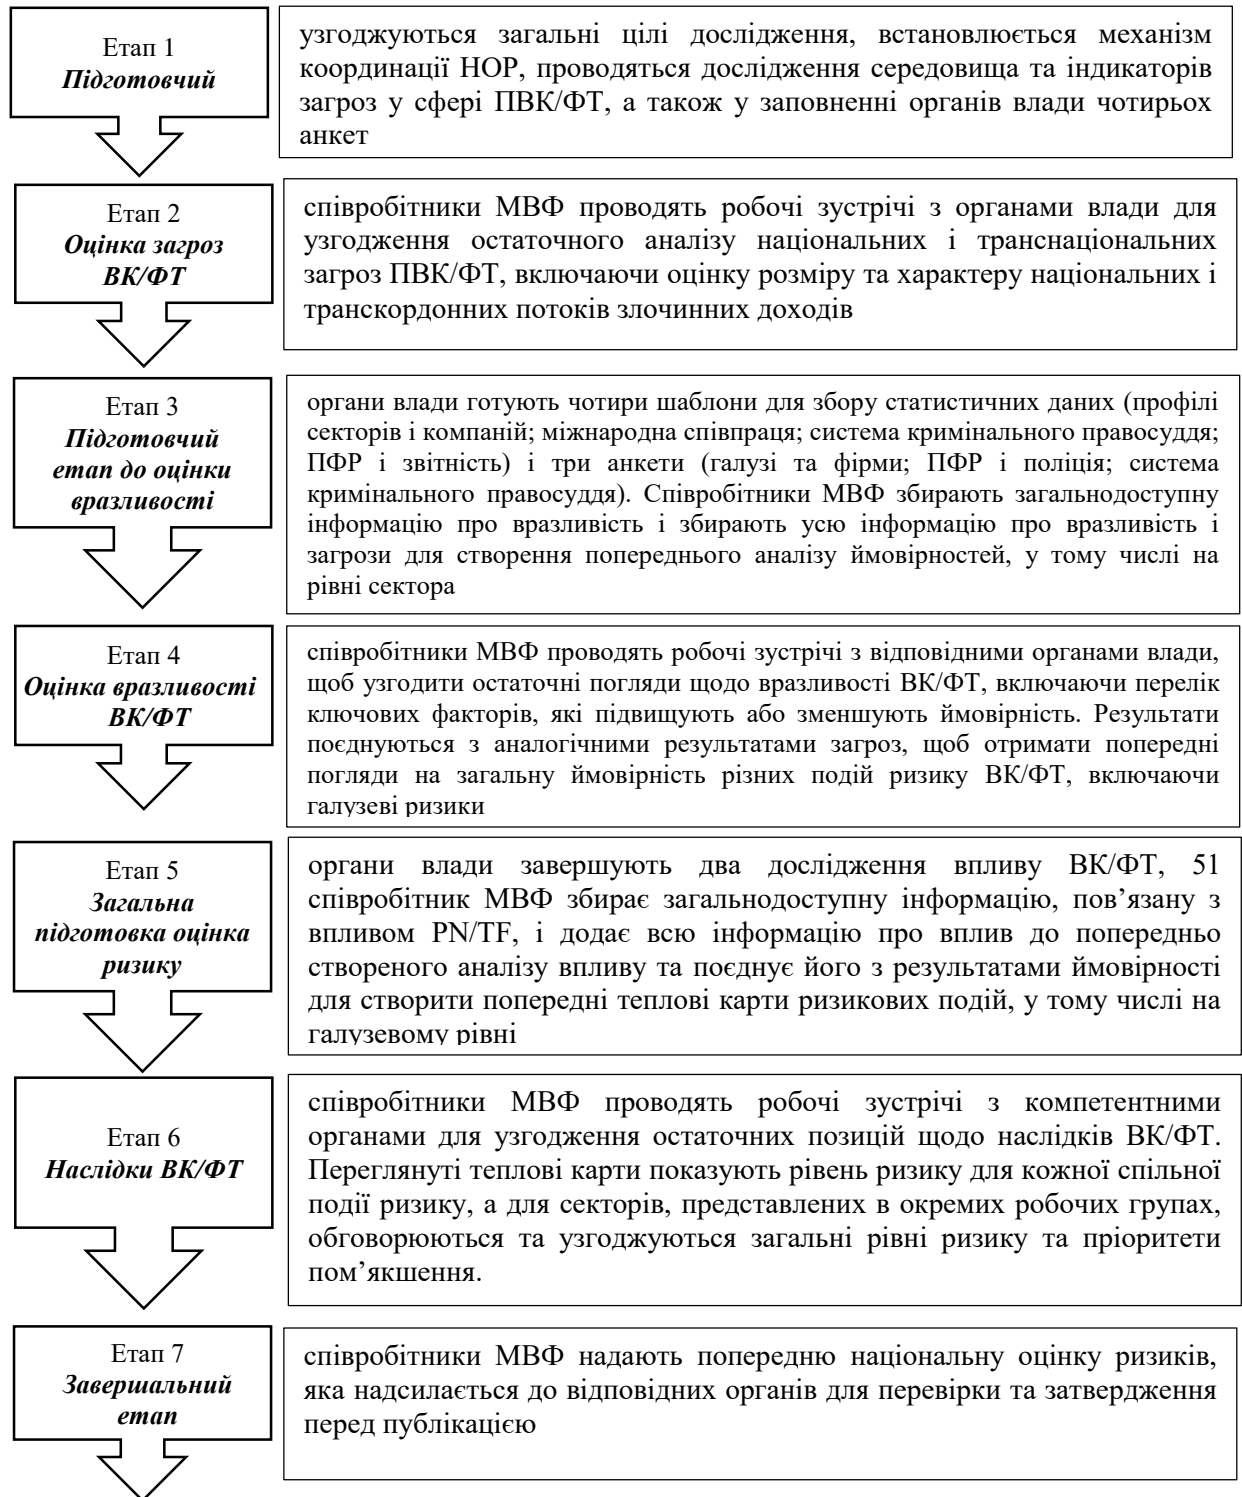 Етап 1
Підготовчий
узгоджуються загальні цілі дослідження, встановлюється механізм
координації НОР, проводяться дослідження середовища та індикаторів
загроз у сфері ПВК/ФТ, а також у заповненні органів влади чотирьох
анкет
Етап 2
Оцінка загроз
ВК/ФТ
співробітники МВФ проводять робочі зустрічі з органами влади для
узгодження остаточного аналізу національних і транснаціональних
загроз ПВК/ФТ, включаючи оцінку розміру та характеру національних і
транскордонних потоків злочинних доходів
Етап 3
Підготовчий
етап до оцінки
вразливості
органи влади готують чотири шаблони для збору статистичних даних (профілі
секторів і компаній; міжнародна співпраця; система кримінального правосуддя;
ПФР і звітність) і три анкети (галузі та фірми; ПФР і поліція; система
кримінального правосуддя). Співробітники МВФ збирають загальнодоступну
інформацію про вразливість і збирають усю інформацію про вразливість і
загрози для створення попереднього аналізу ймовірностей, у тому числі на
рівні сектора
Етап 4
Оцінка вразливості
ВК/ФТ
співробітники МВФ проводять робочі зустрічі з відповідними органами влади,
щоб узгодити остаточні погляди щодо вразливості ВК/ФТ, включаючи перелік
ключових факторів, які підвищують або зменшують ймовірність. Результати
поєднуються з аналогічними результатами загроз, щоб отримати попередні
погляди на загальну ймовірність різних подій ризику ВК/ФТ, включаючи
галузеві ризики
Етап 5
Загальна
підготовка оцінка
ризику
органи влади завершують два дослідження впливу ВК/ФТ, 51
співробітник МВФ збирає загальнодоступну інформацію, пов’язану з
впливом PN/TF, і додає всю інформацію про вплив до попередньо
створеного аналізу впливу та поєднує його з результатами ймовірності
для створити попередні теплові карти ризикових подій, у тому числі на
галузевому рівні
Етап 6
Наслідки ВК/ФТ
співробітники МВФ проводять робочі зустрічі з компетентними
органами для узгодження остаточних позицій щодо наслідків ВК/ФТ.
Переглянуті теплові карти показують рівень ризику для кожної спільної
події ризику, а для секторів, представлених в окремих робочих групах,
обговорюються та узгоджуються загальні рівні ризику та пріоритети
пом’якшення.
Етап 7
Завершальний
етап
співробітники МВФ надають попередню національну оцінку ризиків,
яка надсилається до відповідних органів для перевірки та затвердження
перед публікацією